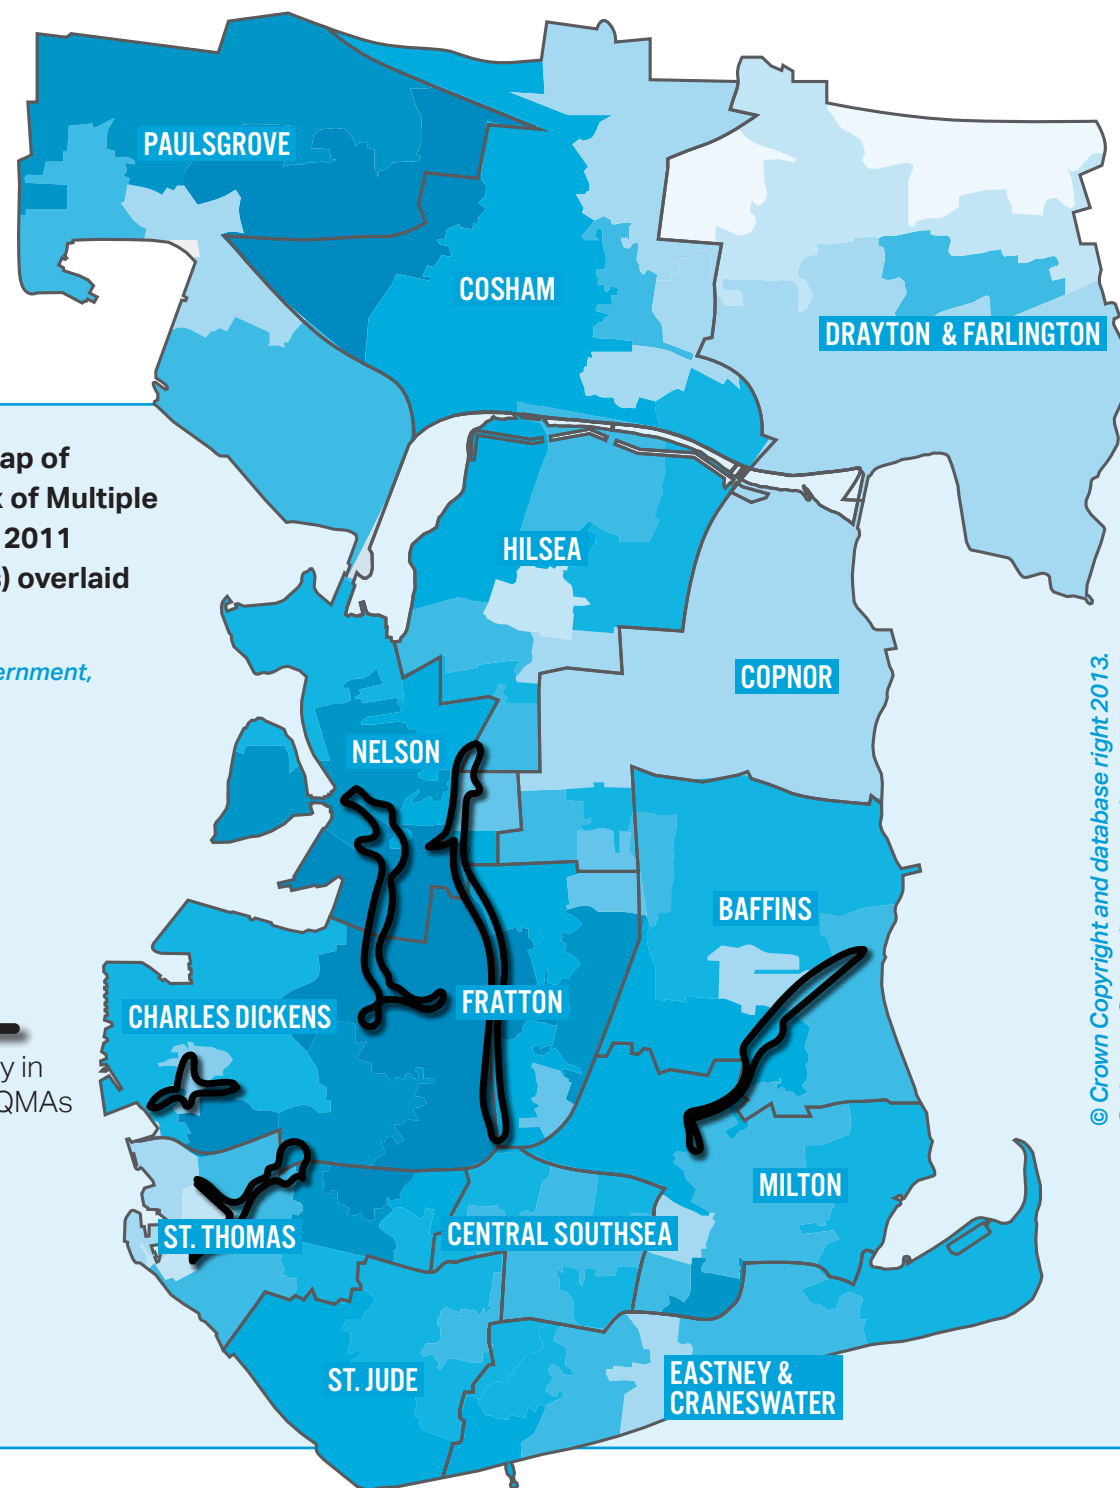 PAULSGROVE
COSHAM
DRAYTON & FARLINGTON
ap of
x of Multiple
2011
s) overlaid
ernment,
HILSEA
COPNOR
NELSON
BAFFINS
FRATTON
CHARLES DICKENS
y in
QMAs
MILTON
ST. THOMAS
CENTRAL SOUTHSEA
ST. JUDE
EASTNEY &
CRANESWATER
© Crown Copyright and database right 2013.